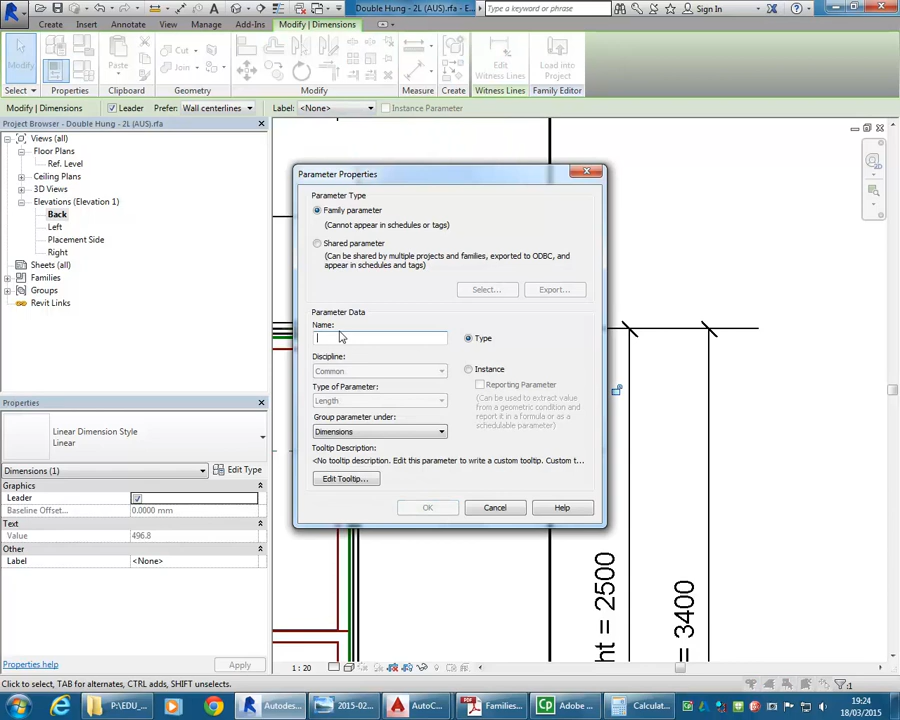 Double Hung - 2L (AUS).rfa - E...
Type a keyword or phrase
Sign In
Create Insert Annotate View Manage Add-Ins Modify | Dimensions
Modify
Paste
Cut
Join
Edit Witness Lines
Load into Project
Select Properties Clipboard Geometry Modify Measure Create Witness Lines Family Editor
Modify | Dimensions Leader Prefer: Wall centerlines Label: <None> Instance Parameter
Project Browser - Double Hung - 2L (AUS).rfa
Views (all)
Floor Plans
Ref. Level
Ceiling Plans
3D Views
Elevations (Elevation 1)
Back
Left
Placement Side
Right
Sheets (all)
Families
Groups
Revit Links
Properties
Linear Dimension Style
Linear
Dimensions (1) Edit Type
Graphics
Leader
Baseline Offset... 0.0000 mm
Text
Value 496.8
Other
Label <None>
Properties help Apply
Parameter Properties
Parameter Type
Family parameter
(Cannot appear in schedules or tags)
Shared parameter
(Can be shared by multiple projects and families, exported to ODBC, and
appear in schedules and tags)
Select... Export...
Parameter Data
Name:
Type
Discipline:
Common
Instance
Type of Parameter:
Reporting Parameter
Length
(Can be used to extract value
from a geometric condition and
report it in a formula or as a
schedulable parameter)
Group parameter under:
Dimensions
Tooltip Description:
<No tooltip description. Edit this parameter to write a custom tooltip. Custom t...
Edit Tooltip...
OK Cancel Help
ht = 2500
= 3400
1 : 20
Click to select, TAB for alternates, CTRL adds, SHIFT unselects.
:1
P:\EDU_... Autodes... 2015-02... AutoC... Families... Adobe ... Calculat...
19:24
18/03/2015